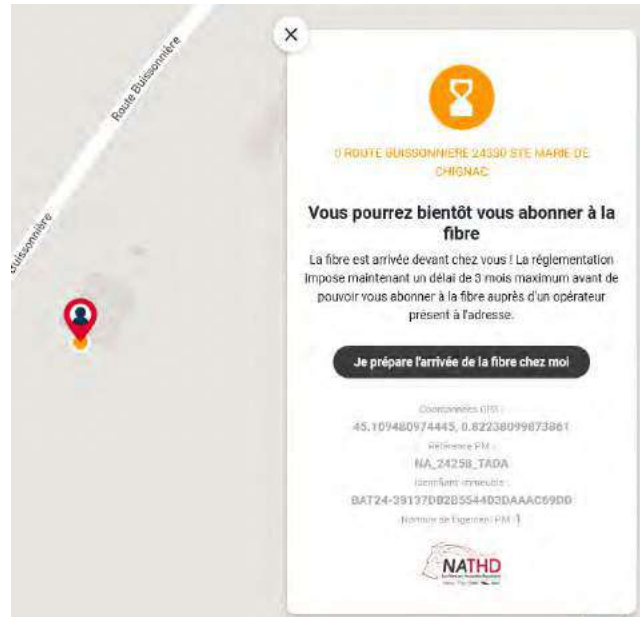 Route Buissonnière
Buissonnière
0 ROUTE BUISSONNIERE 24330 STE MARIE DE
CHIGNAC
Vous pourrez bientôt vous abonner à la
fibre
La fibre est arrivée devant chez vous ! La réglementation
impose maintenant un délai de 3 mois maximum avant de
pouvoir vous abonner à la fibre auprès d'un opérateur
présent à l'adresse.
Je prépare l'arrivée de la fibre chez moi
Coordonnées GPS :
45.109480974445, 0.82238099873861
Référence PM :
NA_24258_TADA
Identifiant immeuble :
BAT24-39137DB2B554403DAAAC69DD
Nombre de logement PM : 1
NATHD